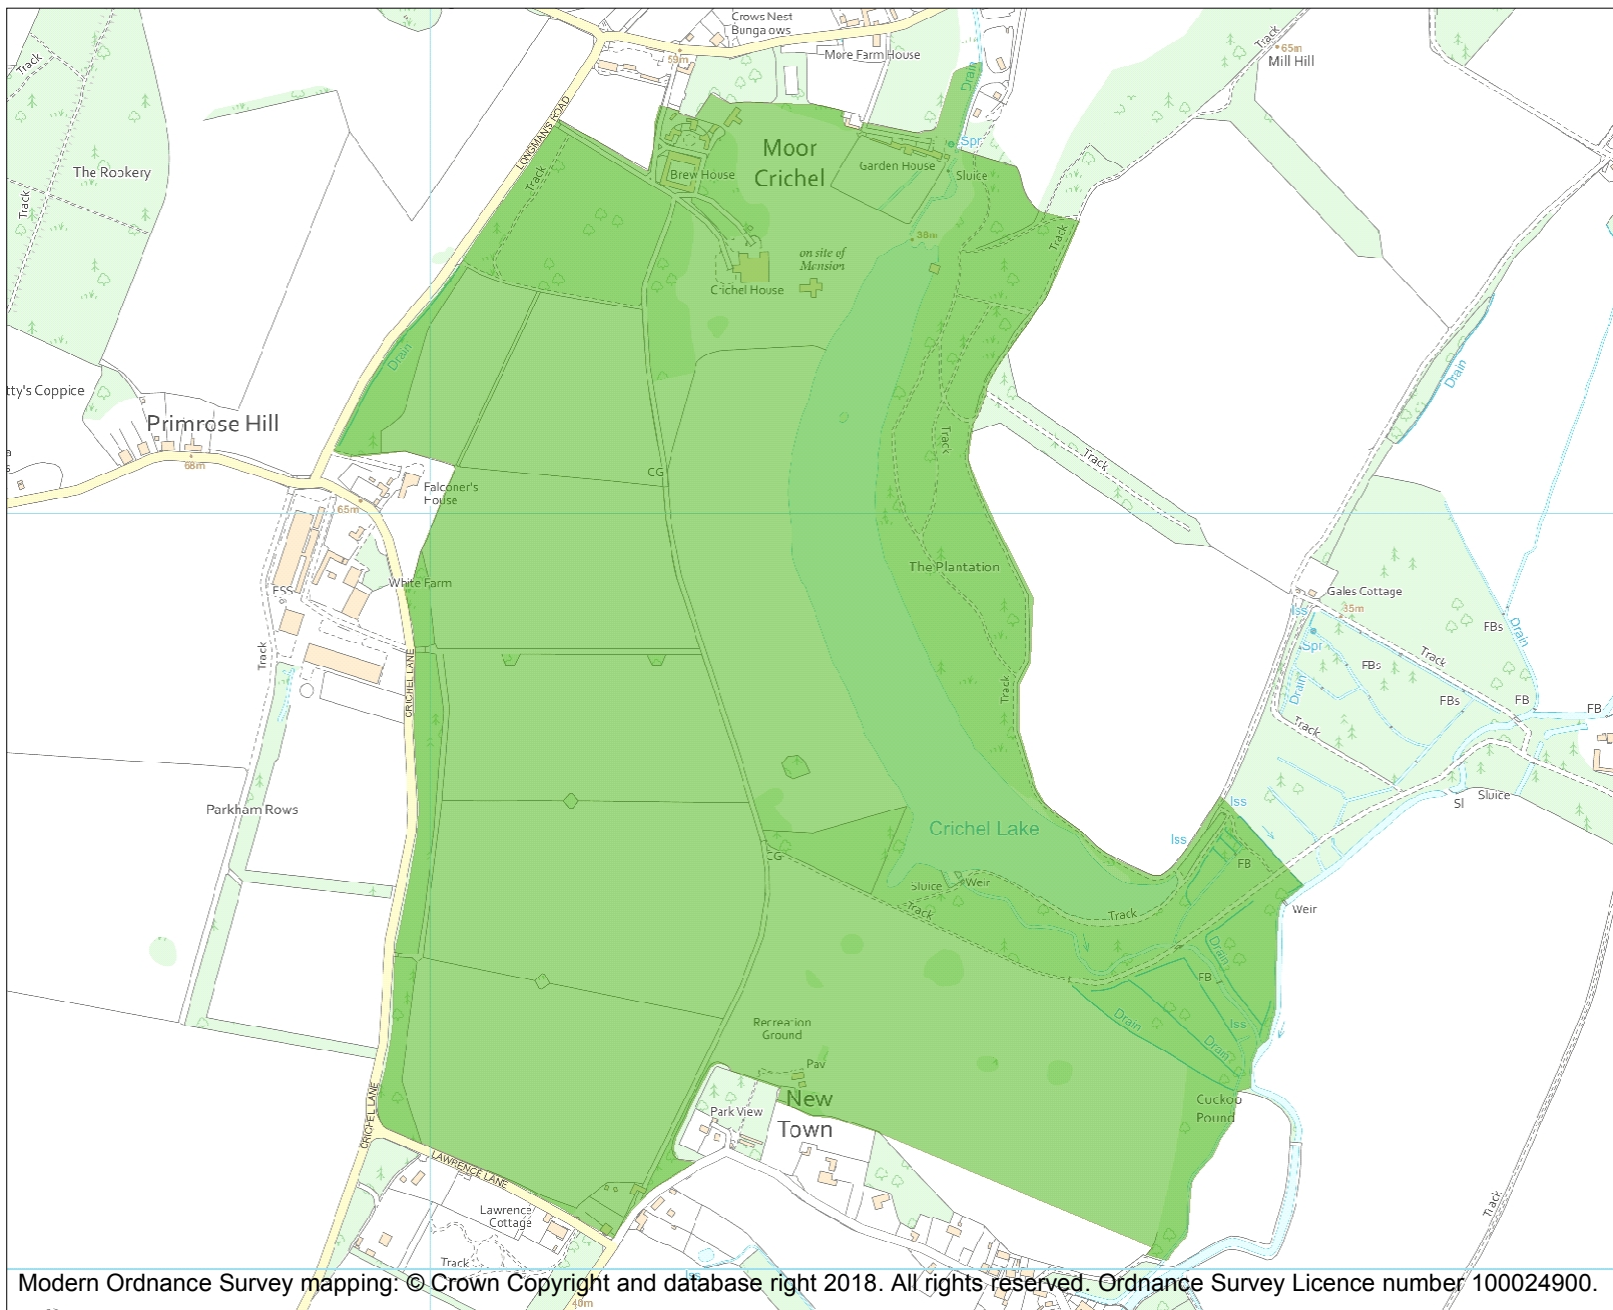 Crows Nest
Bungalows
More Farm House
59m
Drain
Track
65m
Mill Hill
Track
LONGMAN'S ROAD
Moor
Crichel
Spr
The Rookery
Brew House
Garden House
Sluice
Track
Track
38m
Track
on site of
Mansion
Crichel House
Drain
Drain
tty's Coppice
Primrose Hill
Track
68m
CG
Track
Falconer's
House
65m
The Plantation
White Farm
ESS
Gales Cottage
Iss
35m
FBs
Drain
Spr
Track
FBs
Track
CRICHEL LANE
Track
Drain
FBs
FB
FB
Track
Parkham Rows
Iss
Sl
Sluice
Crichel Lake
Iss
CG
FB
Sluice
Weir
Track
Track
Weir
Drain
FB
Recreation
Ground
Drain
Iss
Drain
Pav
New
Town
Park View
Cuckoo
Pound
CRICHEL LANE
LAWRENCE LANE
Lawrence
Cottage
Track
Track
Iss
40m
Modern Ordnance Survey mapping: © Crown Copyright and database right 2018. All rights reserved. Ordnance Survey Licence number 100024900.